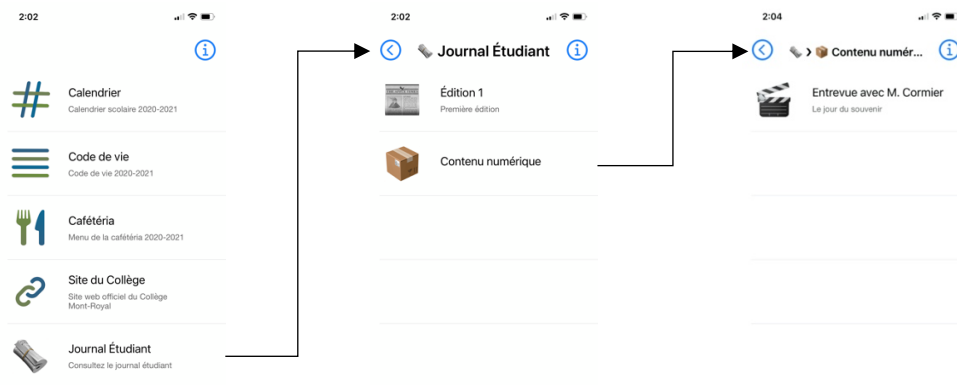 2:02
Calendrier
Calendrier scolaire 2020-2021
Code de vie
Code de vie 2020-2021
Cafétéria
Menu de la cafétéria 2020-2021
Site du Collège
Site web officiel du Collège
Mont-Royal
Journal Étudiant
Consultez le journal étudiant
2:02
Journal Étudiant
Édition 1
Première édition
Contenu numérique
2:04
Contenu numér...
Entrevue avec M. Cormier
Le jour du souvenir